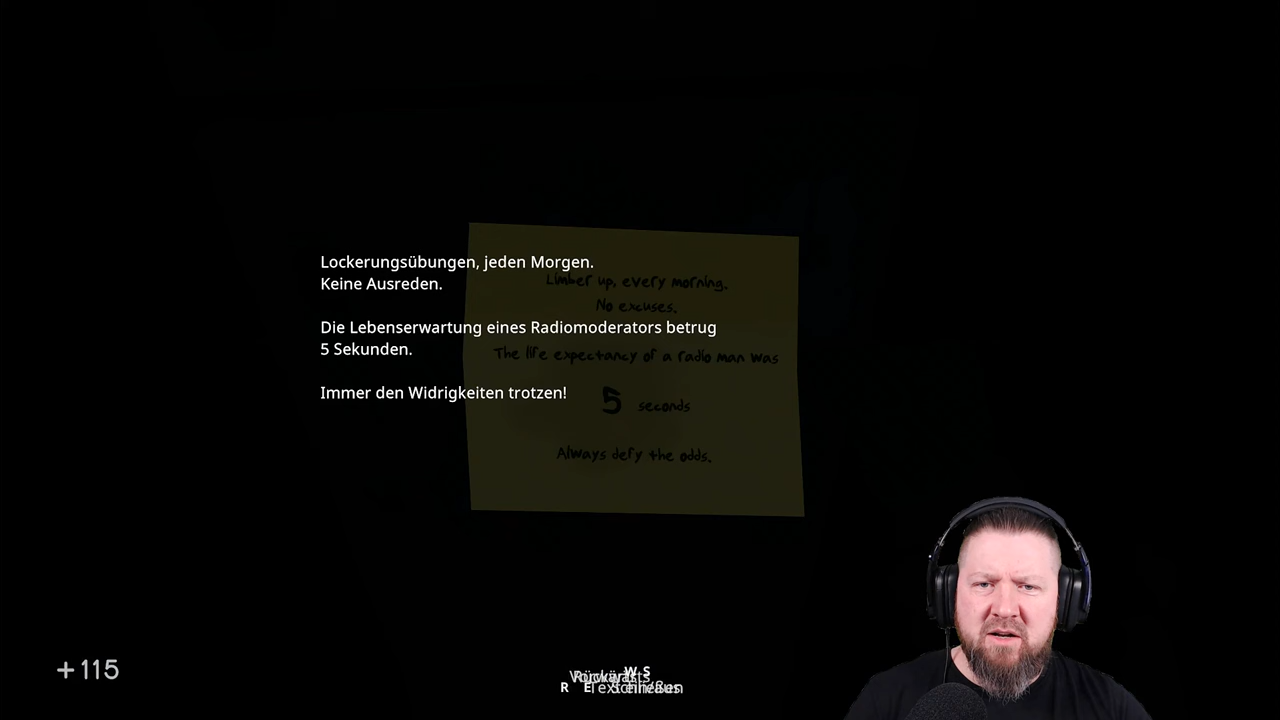 Lockerungsübungen, jeden Morgen.
Keine Ausreden.
Die Lebenserwartung eines Radiomoderators betrug
5 Sekunden.
Immer den Widrigkeiten trotzen!
Limber up, every morning.
No excuses.
The life expectancy of a radio man was
5 seconds
Always defy the odds.
+115
W S
R E